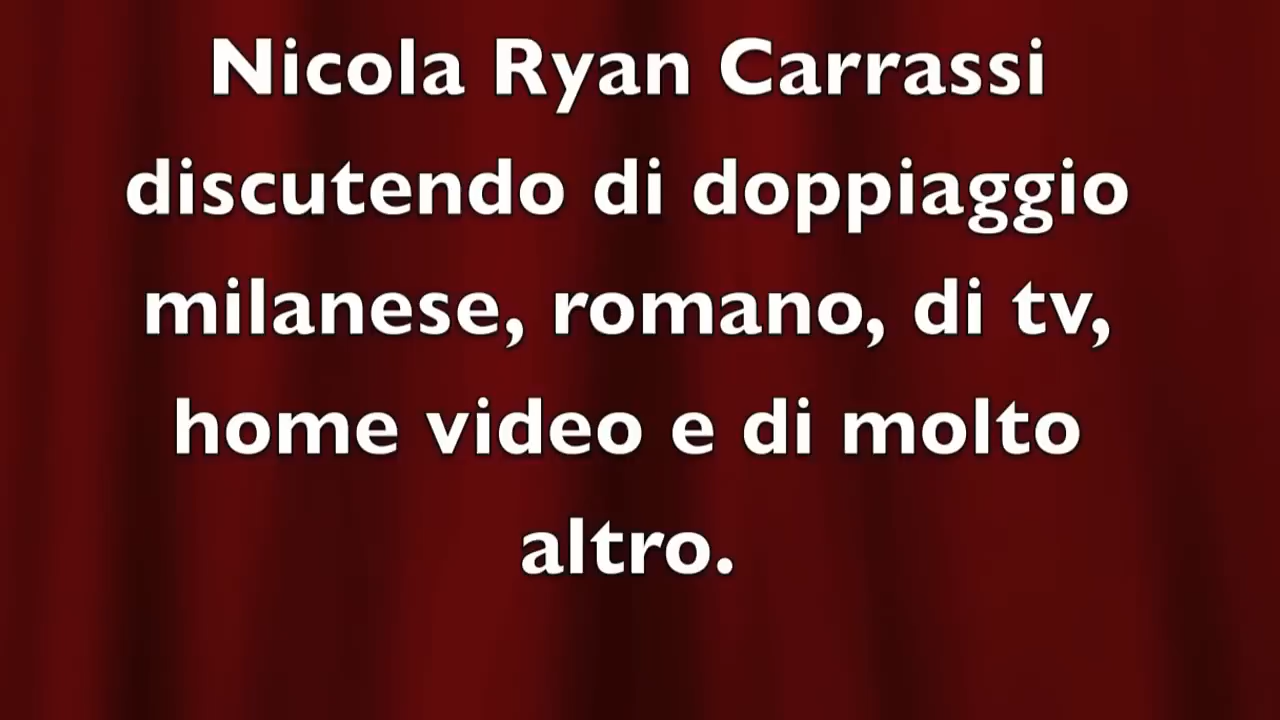 Nicola Ryan Carrassi
discutendo di doppiaggio
milanese, romano, di tv,
home video e di molto
altro.